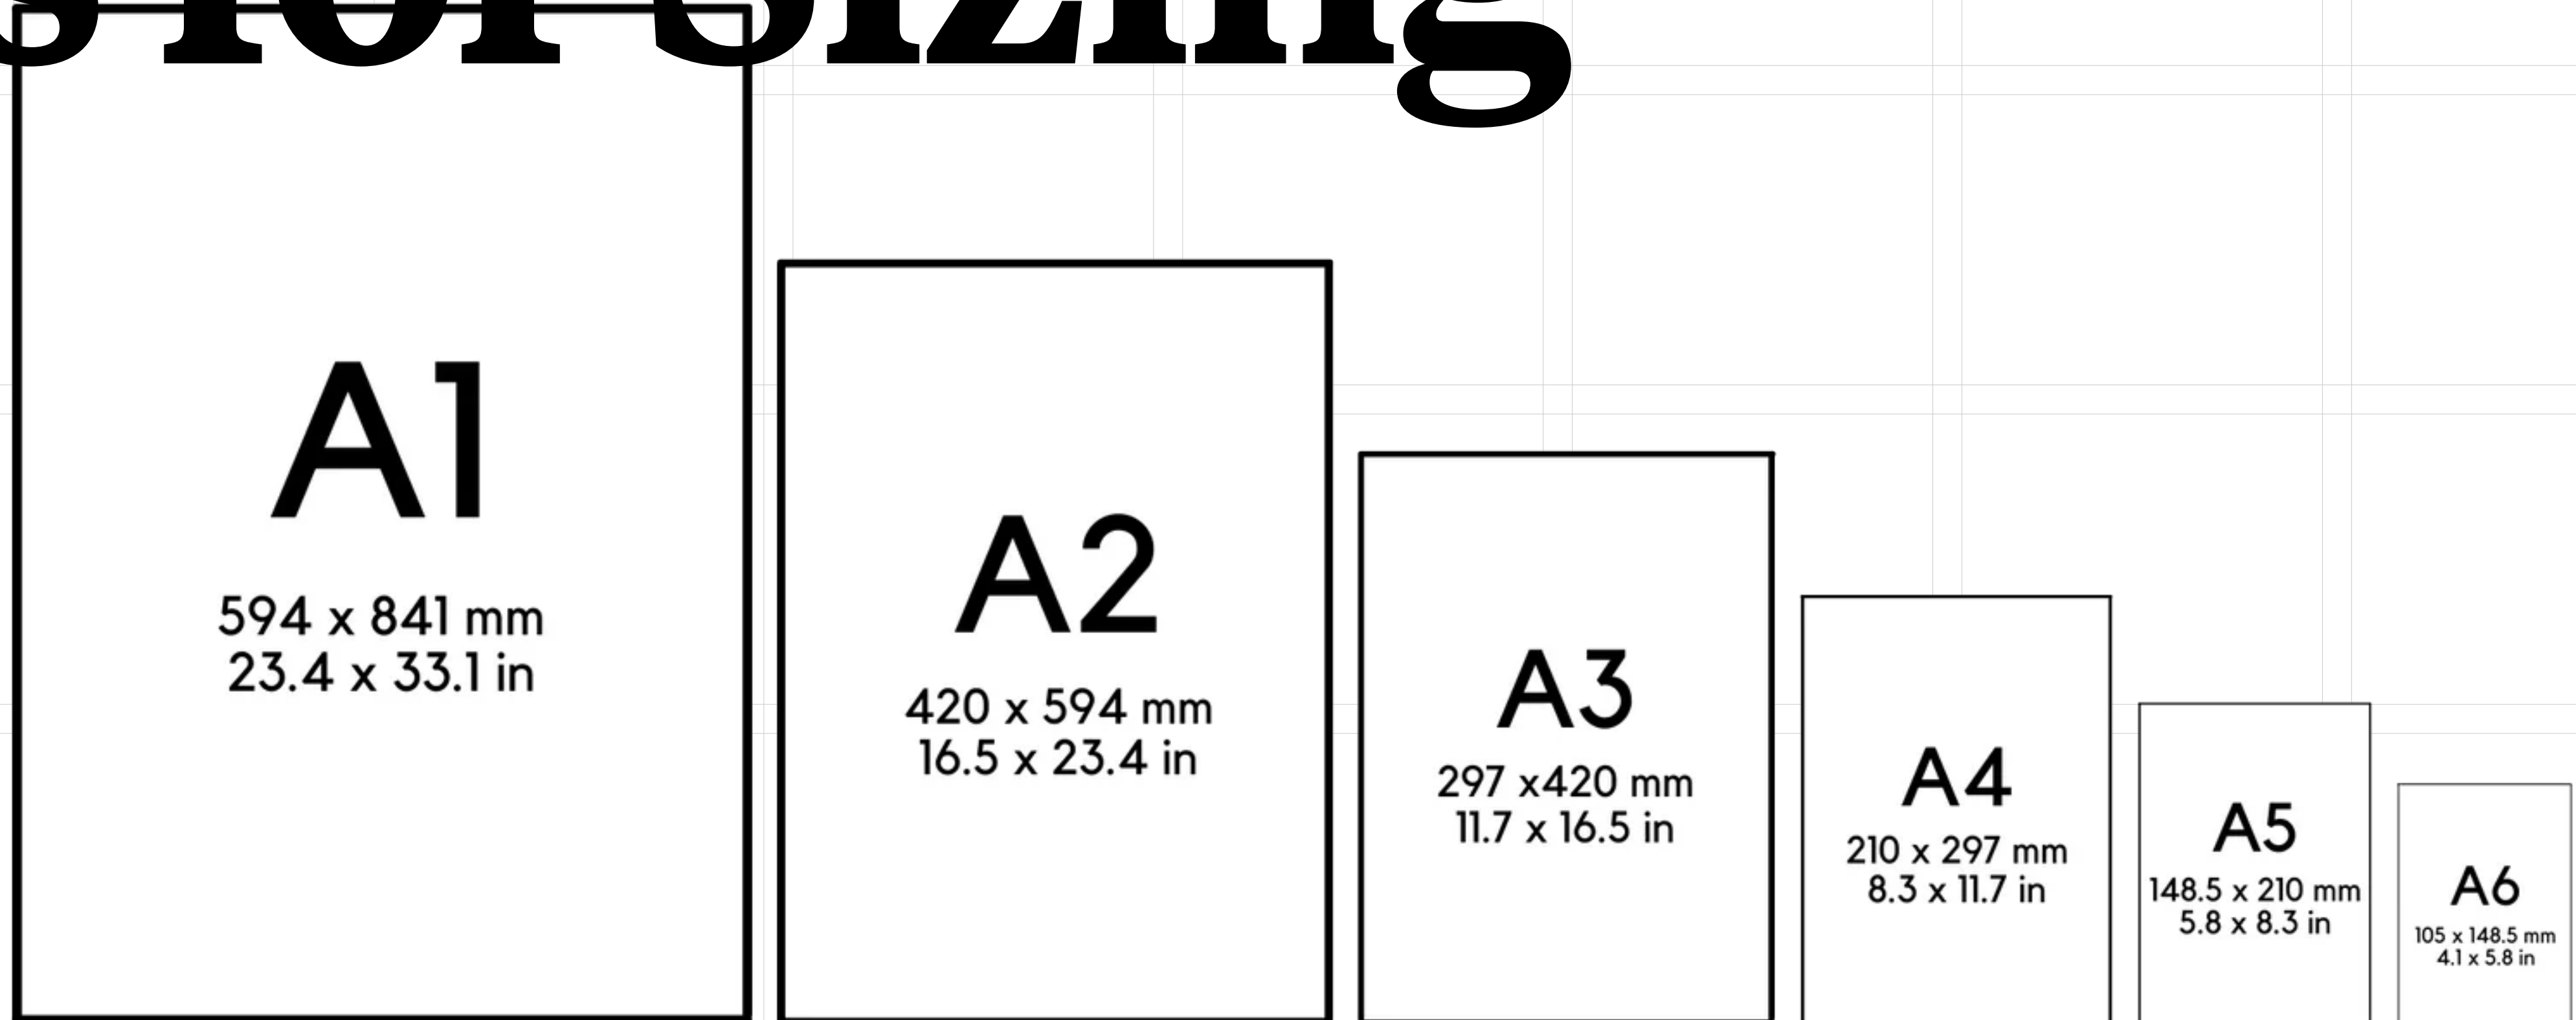 s for Sizing
A1
594 x 841 mm
23.4 x 33.1 in
A2
420 x 594 mm
16.5 x 23.4 in
A3
297 x420 mm
11.7 x 16.5 in
A4
210 x 297 mm
8.3 x 11.7 in
A5
148.5 x 210 mm
5.8 x 8.3 in
A6
105 x 148.5 mm
4.1 x 5.8 in